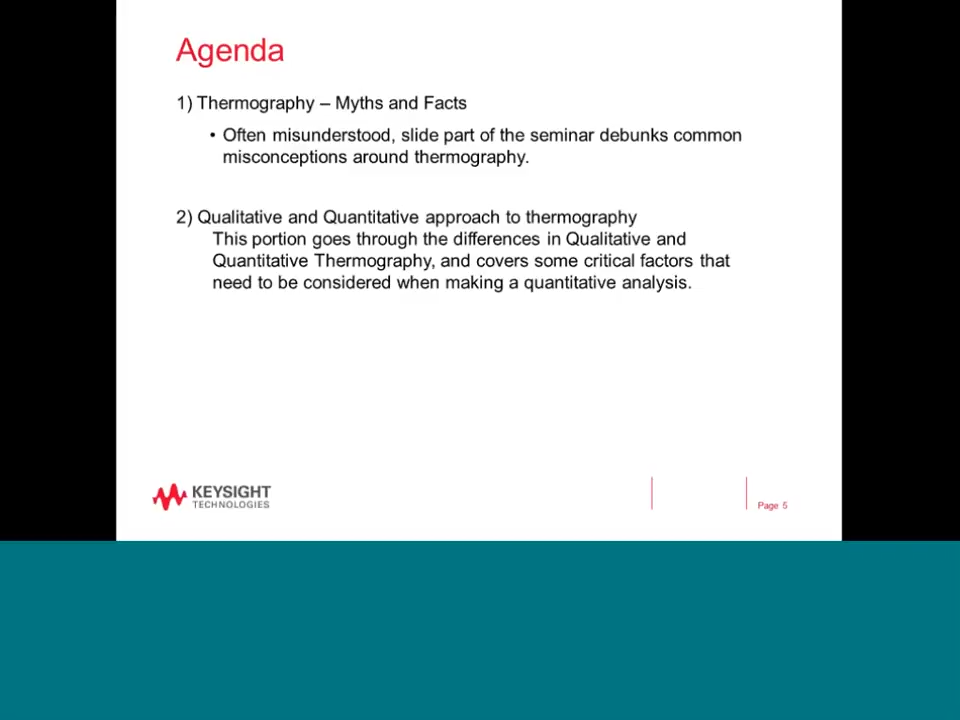 Agenda
1) Thermography – Myths and Facts
• Often misunderstood, slide part of the seminar debunks common
misconceptions around thermography.
2) Qualitative and Quantitative approach to thermography
This portion goes through the differences in Qualitative and
Quantitative Thermography, and covers some critical factors that
need to be considered when making a quantitative analysis.
KEYSIGHT
TECHNOLOGIES
Page 5